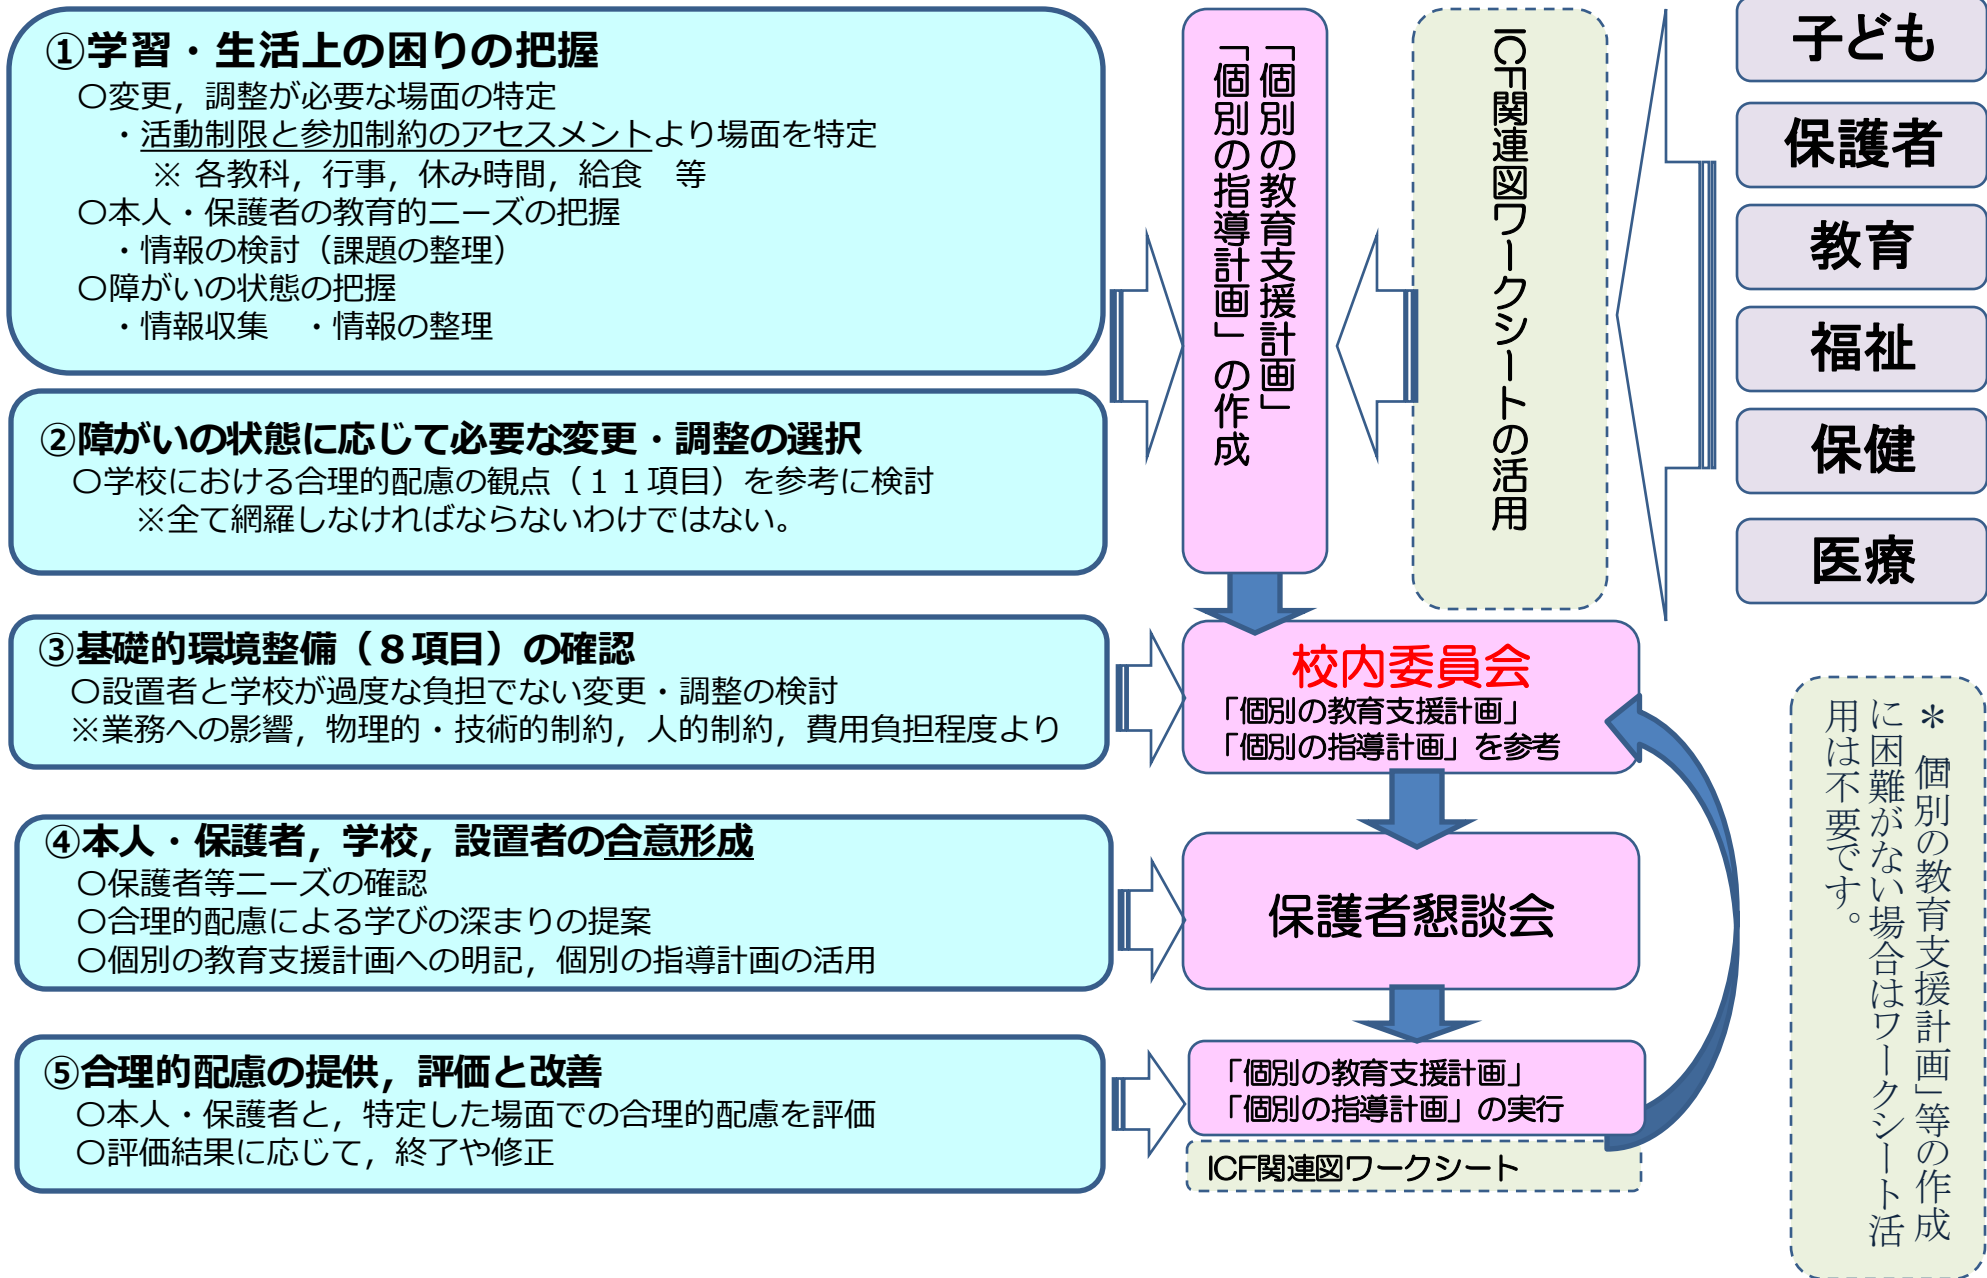 ①学習・生活上の困りの把握
〇変更，調整が必要な場面の特定
・活動制限と参加制約のアセスメントより場面を特定
※ 各教科，行事，休み時間，給食　等
〇本人・保護者の教育的ニーズの把握
・情報の検討（課題の整理）
〇障がいの状態の把握
・情報収集　・情報の整理
②障がいの状態に応じて必要な変更・調整の選択
〇学校における合理的配慮の観点（１１項目）を参考に検討
※全て網羅しなければならないわけではない。
③基礎的環境整備（８項目）の確認
〇設置者と学校が過度な負担でない変更・調整の検討
※業務への影響，物理的・技術的制約，人的制約，費用負担程度より
④本人・保護者，学校，設置者の合意形成
〇保護者等ニーズの確認
〇合理的配慮による学びの深まりの提案
〇個別の教育支援計画への明記，個別の指導計画の活用
⑤合理的配慮の提供，評価と改善
〇本人・保護者と，特定した場面での合理的配慮を評価
〇評価結果に応じて，終了や修正
「個別の教育支援計画」
「個別の指導計画」の作成
ICF関連図ワークシートの活用
子ども
保護者
教育
福祉
保健
医療
校内委員会
「個別の教育支援計画」
「個別の指導計画」を参考
保護者懇談会
「個別の教育支援計画」
「個別の指導計画」の実行
ICF関連図ワークシート
＊「個別の教育支援計画」等の作成
に困難がない場合はワークシート活
用は不要です。